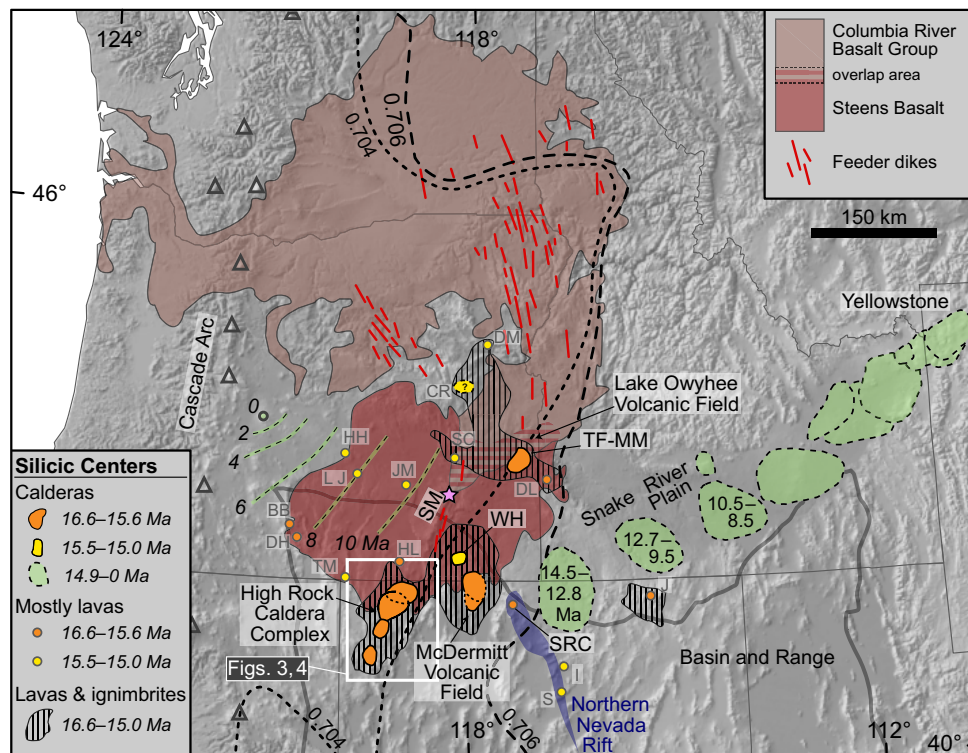 124°
118°
Columbia River
Basalt Group
overlap area
Steens Basalt
Feeder dikes
0.706
0.704
46°
150 km
Yellowstone
Cascade Arc
DM
CR
?
Lake Owyhee
Volcanic Field
TF-MM
0
2
4
6
8
10 Ma
HH
SC
LJ
JM
DL
SM
Snake River
Plain
BB
DH
WH
10.5–
8.5
12.7–
9.5
TM
HL
14.5–
12.8
Ma
J
High Rock
Caldera
Complex
SRC
McDermitt
Volcanic
Field
Basin and Range
Figs. 3, 4
I
S
Northern
Nevada
Rift
0.704
0.706
118°
112°
40°
Silicic Centers
Calderas
16.6–15.6 Ma
15.5–15.0 Ma
14.9–0 Ma
Mostly lavas
16.6–15.6 Ma
15.5–15.0 Ma
Lavas & ignimbrites
16.6–15.0 Ma